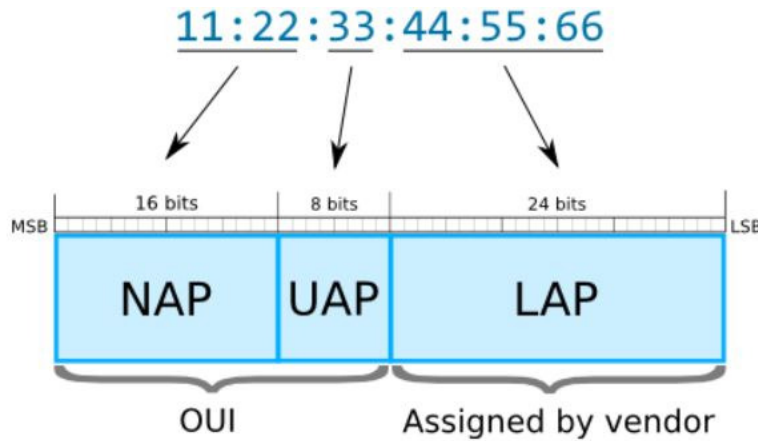 11:22:33:44:55:66
16 bits 8 bits 24 bits
MSB LSB
NAP UAP LAP
OUI Assigned by vendor